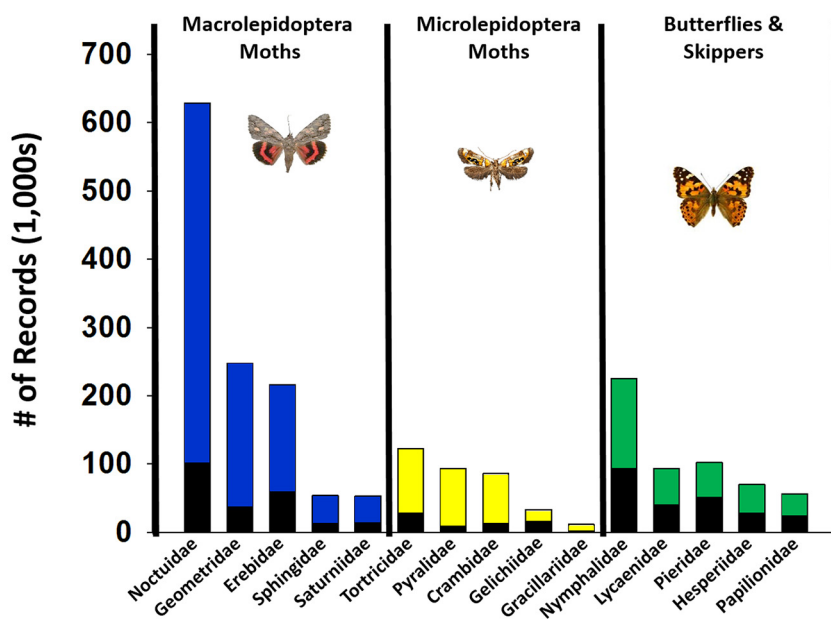 Macrolepidoptera
Moths
Microlepidoptera
Moths
Butterflies &
Skippers
# of Records (1,000s)
700
600
500
400
300
200
100
0
Noctuidae
Geometridae
Erebidae
Sphingidae
Saturniidae
Tortricidae
Pyralidae
Crambidae
Gelichiidae
Gracillariidae
Nymphalidae
Lycaenidae
Pieridae
Hesperiidae
Papilionidae